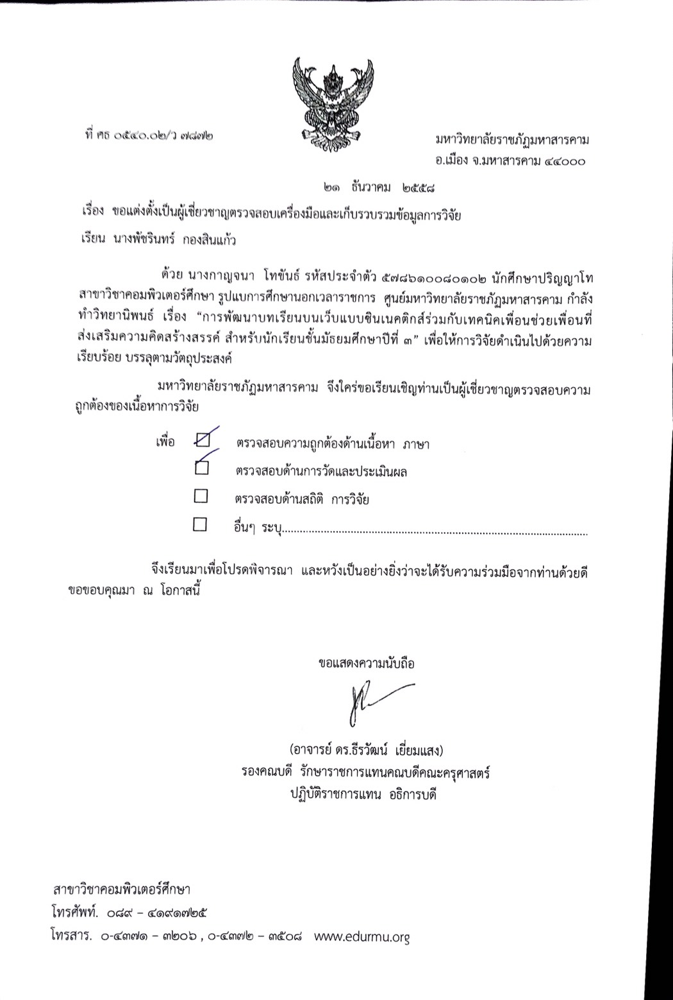 ที่ ศธ ๐๕๔๐.๐๒/ว ๗๘๗๒
มหาวิทยาลัยราชภัฏมหาสารคาม
อ.เมือง จ.มหาสารคาม ๔๔๐๐๐
๒๑ ธันวาคม ๒๕๕๘
เรื่อง ขอแต่งตั้งเป็นผู้เชี่ยวชาญตรวจสอบเครื่องมือและเก็บรวบรวมข้อมูลการวิจัย
เรียน นางพัชรินทร์ กองสินแก้ว
ด้วย นางกาญจนา โทขันธ์ รหัสประจำตัว ๕๗๘๖๑๐๐๘๐๑๐๒ นักศึกษาปริญญาโท
สาขาวิชาคอมพิวเตอร์ศึกษา รูปแบบการศึกษานอกเวลาราชการ ศูนย์มหาวิทยาลัยราชภัฏมหาสารคาม กำลัง
ทำวิทยานิพนธ์ เรื่อง “การพัฒนาบทเรียนบนเว็บแบบซินเนคติกส์ร่วมกับเทคนิคเพื่อนช่วยเพื่อนที่
ส่งเสริมความคิดสร้างสรรค์ สำหรับนักเรียนชั้นมัธยมศึกษาปีที่ ๓” เพื่อให้การวิจัยดำเนินไปด้วยความ
เรียบร้อย บรรลุตามวัตถุประสงค์
มหาวิทยาลัยราชภัฏมหาสารคาม จึงใคร่ขอเรียนเชิญท่านเป็นผู้เชี่ยวชาญตรวจสอบความ
ถูกต้องของเนื้อหาการวิจัย
เพื่อ ตรวจสอบความถูกต้องด้านเนื้อหา ภาษา
ตรวจสอบด้านการวัดและประเมินผล
ตรวจสอบด้านสถิติ การวิจัย
อื่นๆ ระบุ..........................................................................................
จึงเรียนมาเพื่อโปรดพิจารณา และหวังเป็นอย่างยิ่งว่าจะได้รับความร่วมมือจากท่านด้วยดี
ขอขอบคุณมา ณ โอกาสนี้
ขอแสดงความนับถือ
(อาจารย์ ดร.ธีรวัฒน์ เยี่ยมแสง)
รองคณบดี รักษาราชการแทนคณบดีคณะครุศาสตร์
ปฏิบัติราชการแทน อธิการบดี
สาขาวิชาคอมพิวเตอร์ศึกษา
โทรศัพท์. ๐๘๙ – ๔๑๙๑๗๒๕
โทรสาร. ๐-๔๓๗๑ – ๓๒๐๖ , ๐-๔๓๗๒ – ๓๕๐๘ www.edurmu.org